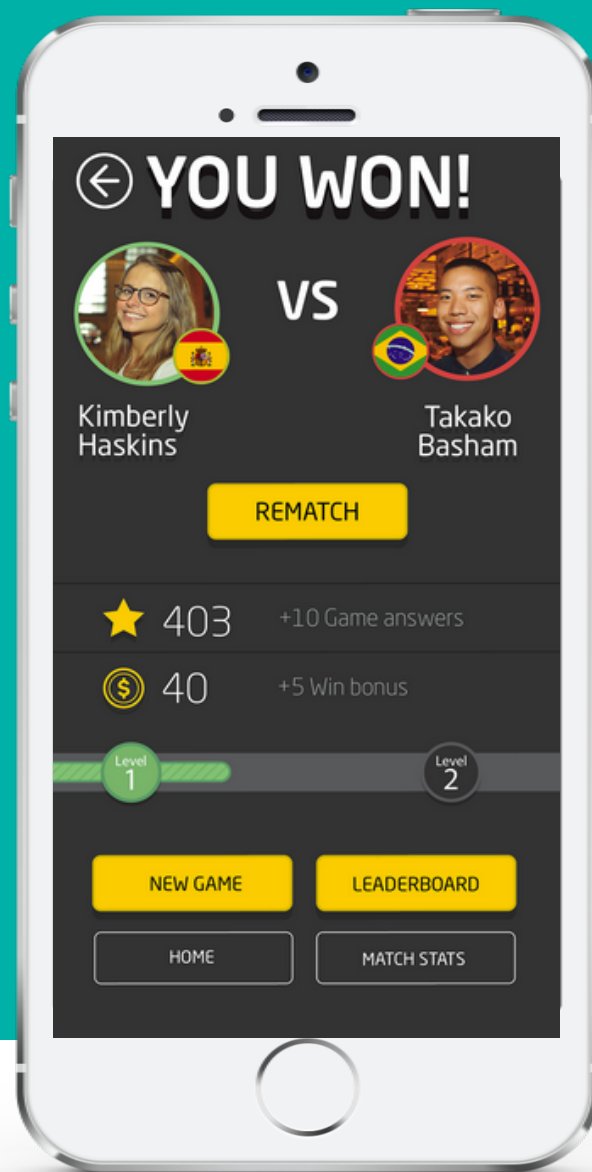 YOU WON!
VS
Kimberly
Haskins
Takako
Basham
REMATCH
403
+10 Game answers
$
40
+5 Win bonus
Level
1
Level
2
NEW GAME
LEADERBOARD
HOME
MATCH STATS